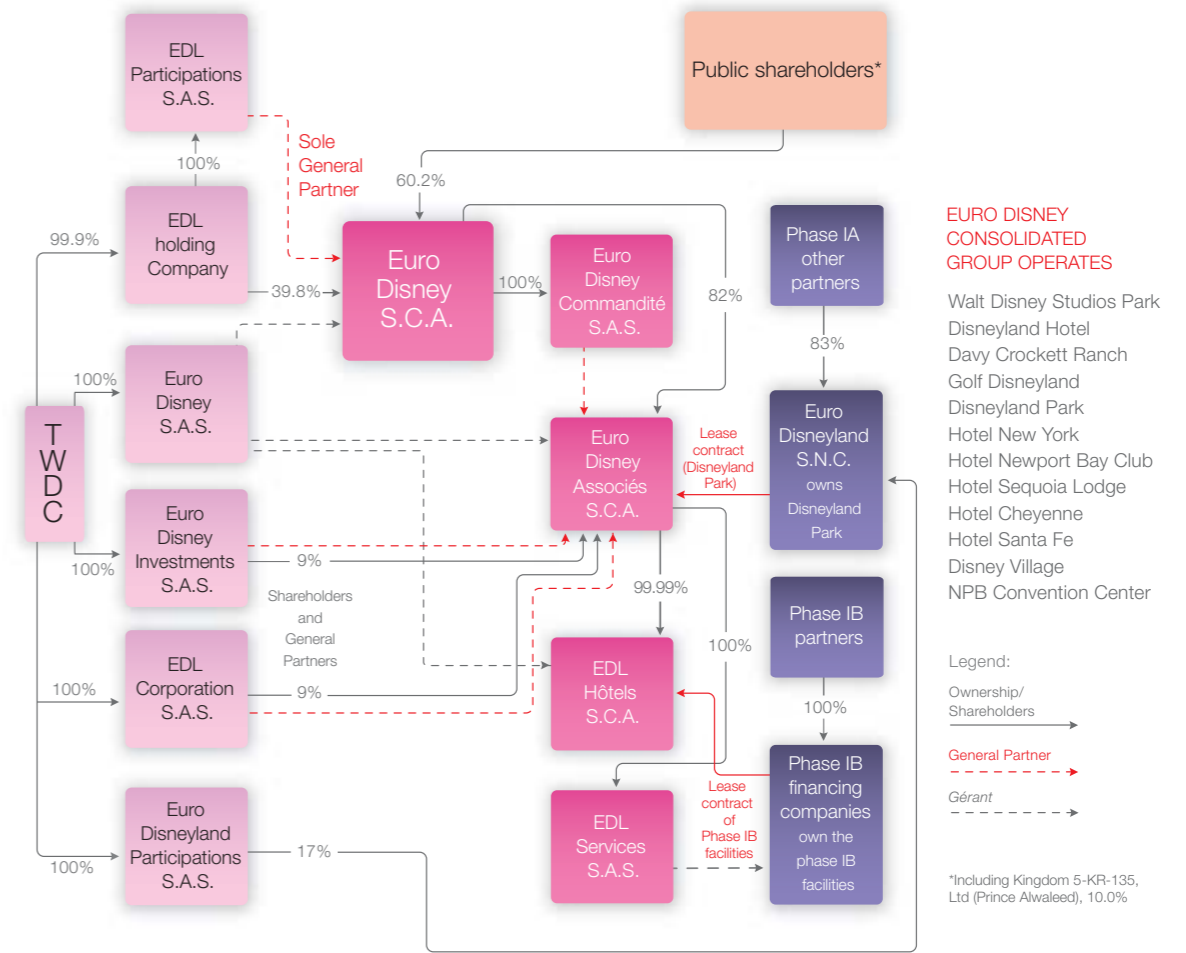 EDL
Participations
S.A.S.
Public shareholders*
Sole
General
Partner
100%
60.2%
EDL
holding
Company
99.9%
39.8%
Euro
Disney
S.C.A.
100%
Euro
Disney
Commandité
S.A.S.
82%
Phase IA
other
partners
83%
Euro
Disney
S.A.S.
100%
T
W
D
C
Euro
Disney
Associés
S.C.A.
Lease
contract
(Disneyland
Park)
Euro
Disneyland
S.N.C.
owns
Disneyland
Park
Euro
Disney
Investments
S.A.S.
100%
9%
Shareholders
and
General
Partners
99.99%
100%
Phase IB
partners
EDL
Corporation
S.A.S.
100%
9%
EDL
Hôtels
S.C.A.
100%
Phase IB
financing
companies
own the
phase IB
facilities
Lease
contract
of
Phase IB
facilities
EDL
Services
S.A.S.
Euro
Disneyland
Participations
S.A.S.
100%
17%
EURO DISNEY
CONSOLIDATED
GROUP OPERATES
Walt Disney Studios Park
Disneyland Hotel
Davy Crockett Ranch
Golf Disneyland
Disneyland Park
Hotel New York
Hotel Newport Bay Club
Hotel Sequoia Lodge
Hotel Cheyenne
Hotel Santa Fe
Disney Village
NPB Convention Center
Legend:
Ownership/
Shareholders
General Partner
Gérant
*Including Kingdom 5-KR-135,
Ltd (Prince Alwaleed), 10.0%